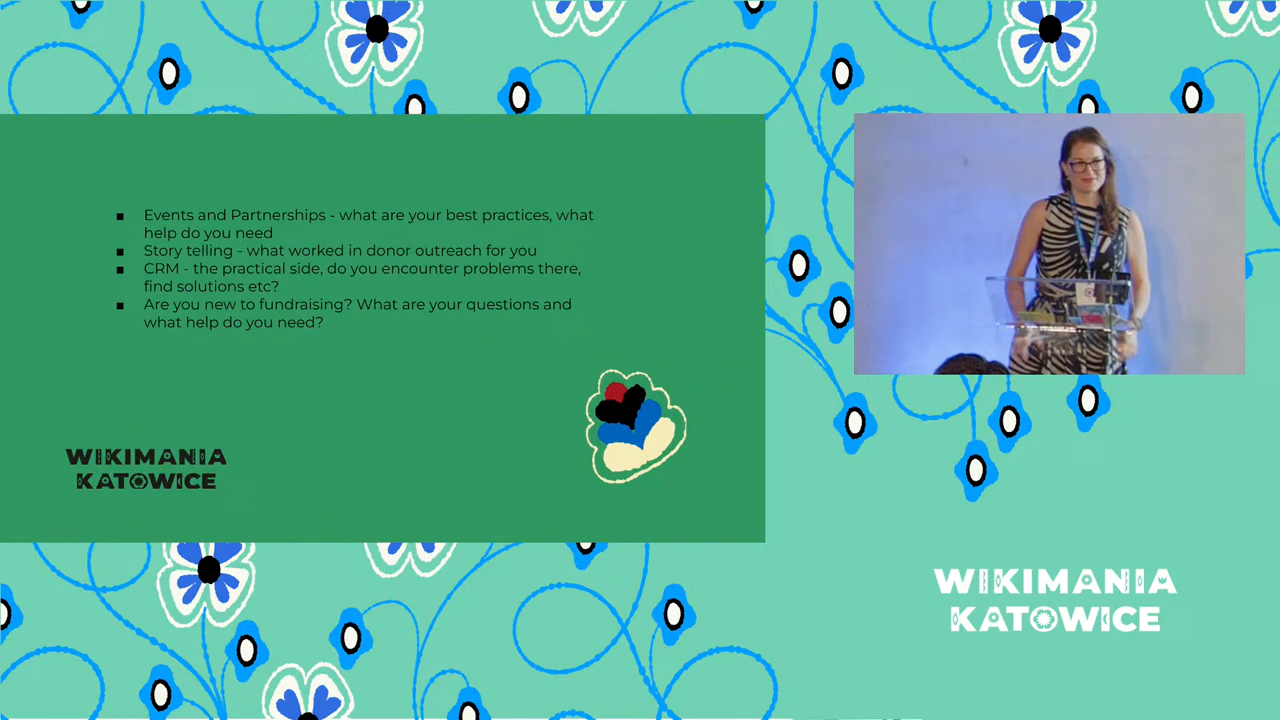 ■ Events and Partnerships - what are your best practices, what
help do you need
■ Story telling - what worked in donor outreach for you
■ CRM - the practical side, do you encounter problems there,
find solutions etc?
■ Are you new to fundraising? What are your questions and
what help do you need?
WIKIMANIA
KATOWICE
WIKIMANIA
KATOWICE